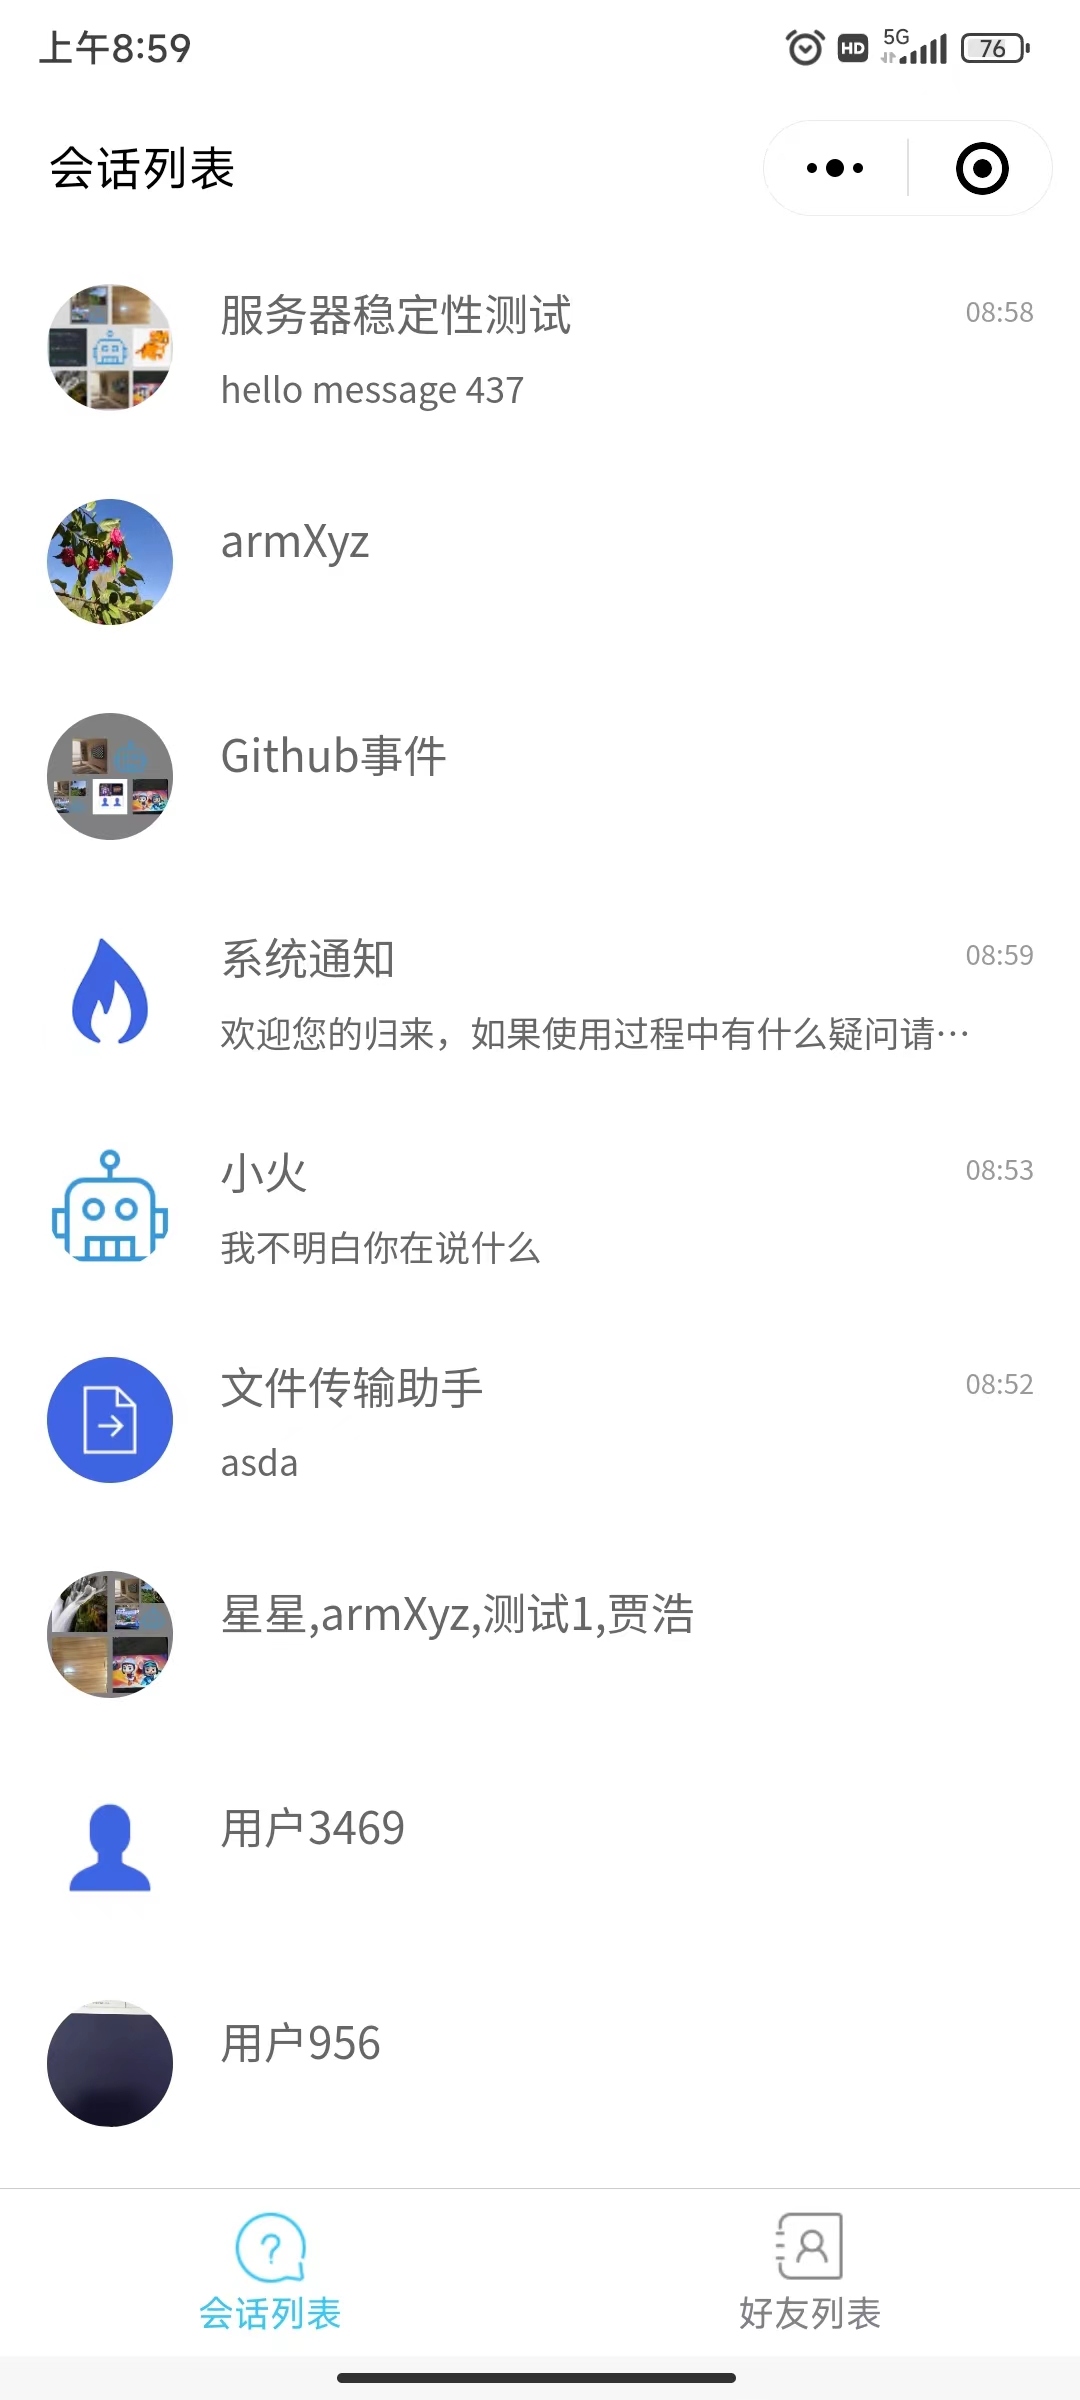 上午8:59
HD 5G 76
会话列表
服务器稳定性测试
08:58
hello message 437
armXyz
Github事件
系统通知
08:59
欢迎您的归来，如果使用过程中有什么疑问请…
小火
08:53
我不明白你在说什么
文件传输助手
08:52
asda
星星,armXyz,测试1,贾浩
用户3469
用户956
会话列表
好友列表